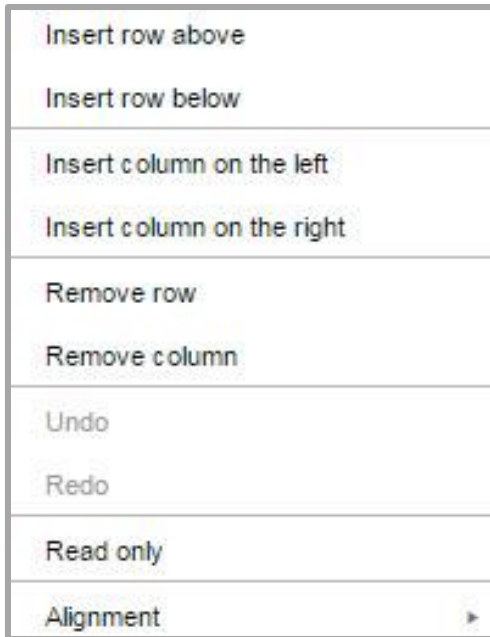 Insert row above
Insert row below
Insert column on the left
Insert column on the right
Remove row
Remove column
Undo
Redo
Read only
Alignment